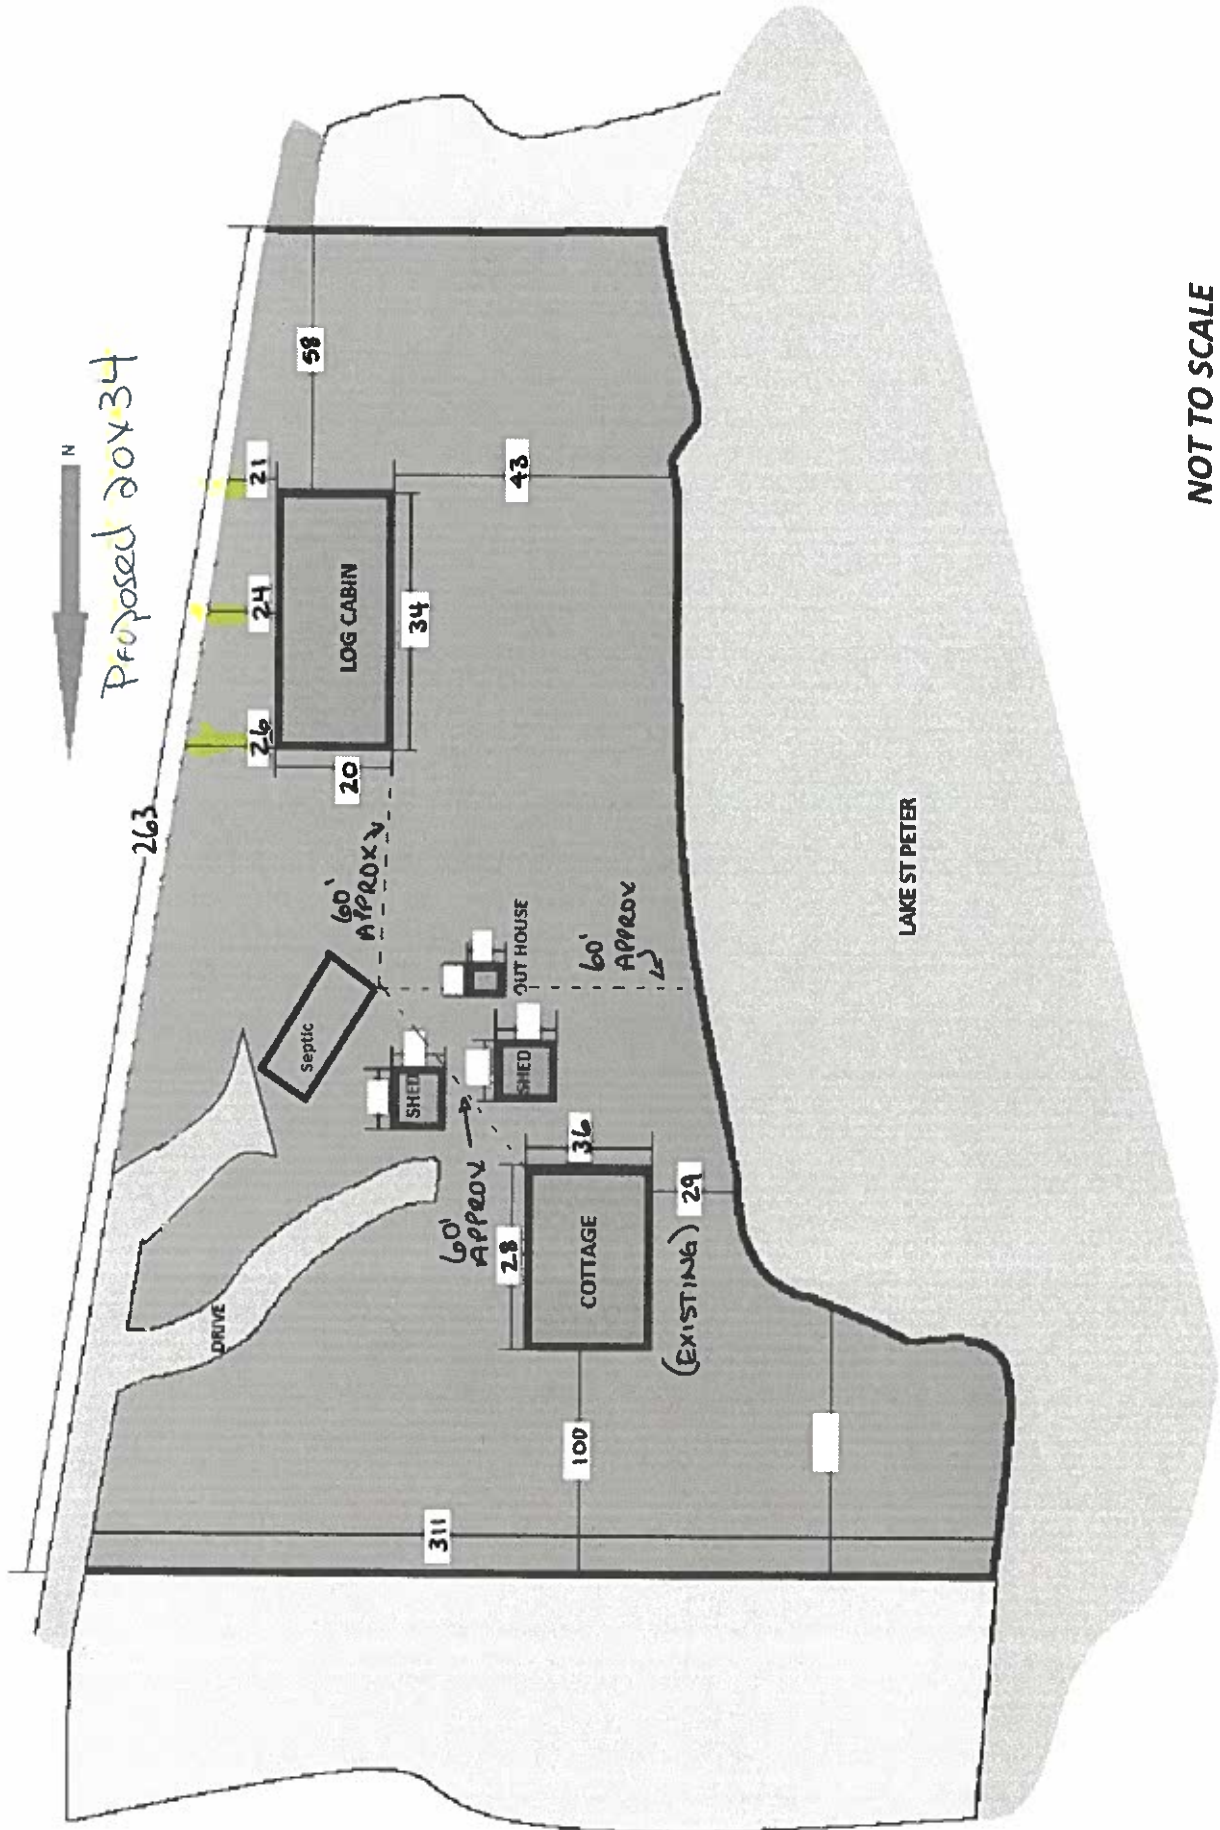 N
Proposed 20x34
263
26
24
21
58
LOG CABIN
20
34
43
60'
APPROX
septic
OUT HOUSE
60'
APPROX
SHED
SHED
60'
APPROX
DRIVE
28
36
COTTAGE
29
(EXISTING)
100
311
LAKE ST PETER
NOT TO SCALE